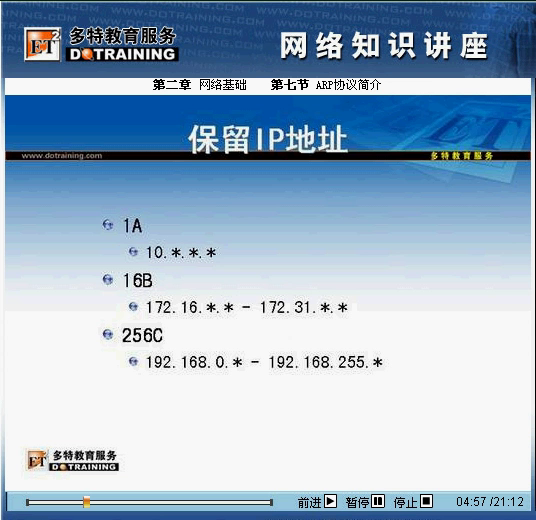 WWW.DOTRAINING.COM
ET2 多特教育服务
DOTRAINING
网络知识讲座
第二章 网络基础 第七节 ARP协议简介
保留IP地址
www.dotraining.com 多特教育服务
1A
10.*.*.*
16B
172.16.*.* - 172.31.*.*
256C
192.168.0.* - 192.168.255.*
ET2 多特教育服务
DOTRAINING
前进 暂停 停止 04:57 /21:12